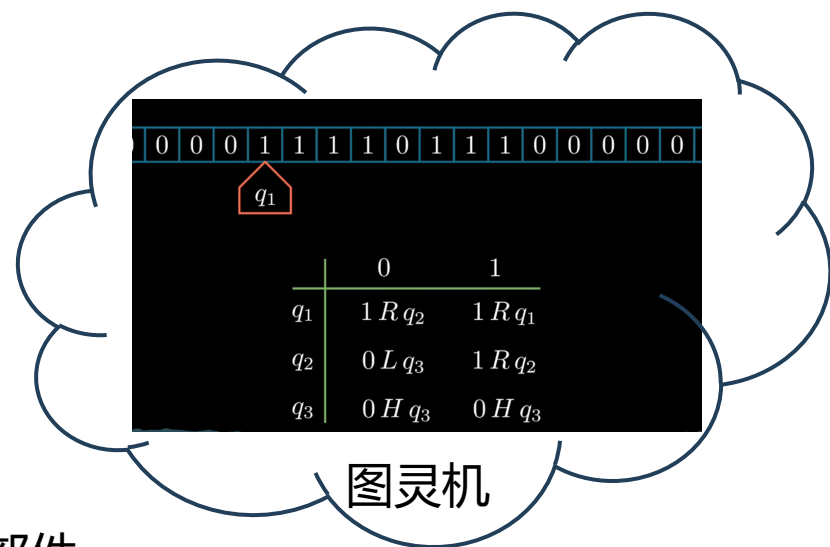 0 0 0 1 1 1 1 0 1 1 1 0 0 0 0 0
q₁
0 1
q₁ 1 R q₂ 1 R q₁
q₂ 0 L q₃ 1 R q₂
q₃ 0 H q₃ 0 H q₃
图灵机